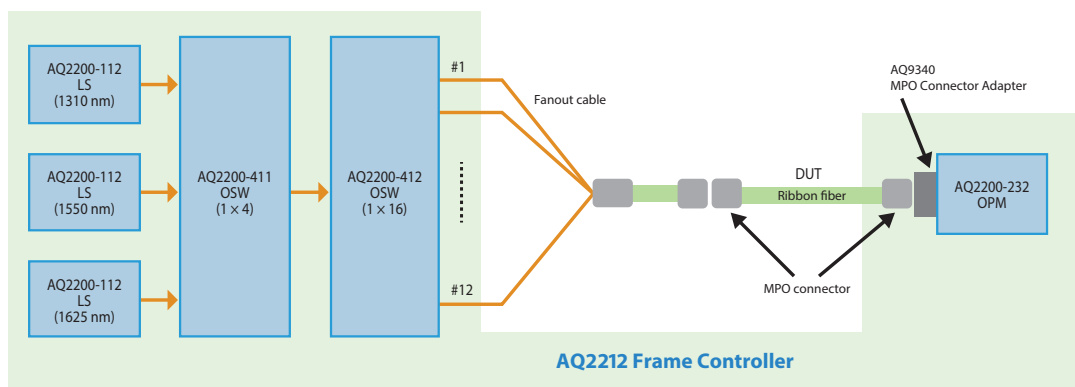 AQ2200-112
LS
(1310 nm)
AQ2200-112
LS
(1550 nm)
AQ2200-112
LS
(1625 nm)
AQ2200-411
OSW
(1 × 4)
AQ2200-412
OSW
(1 × 16)
#1
Fanout cable
#12
DUT
Ribbon fiber
MPO connector
AQ9340
MPO Connector Adapter
AQ2200-232
OPM
AQ2212 Frame Controller